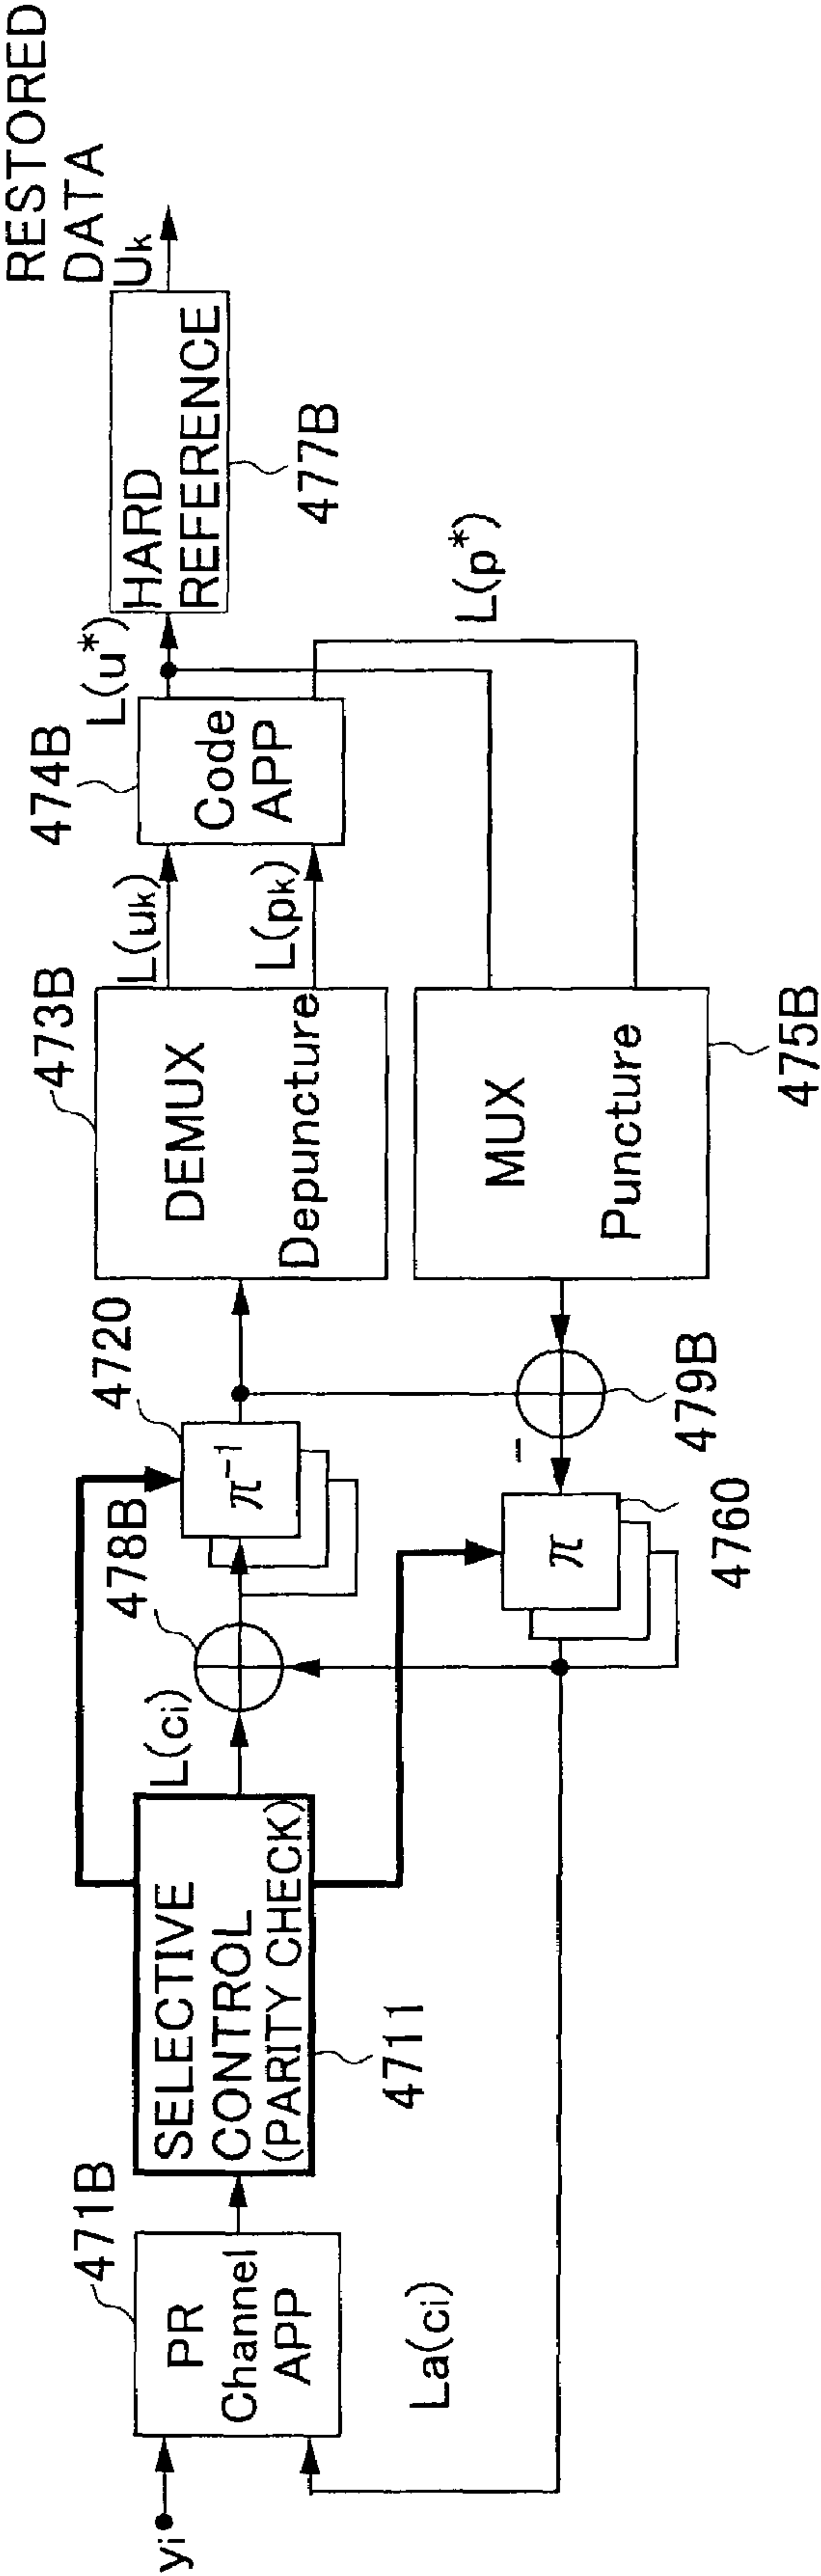 RESTORED
DATA
Uk
HARD
REFERENCE
477B
L(u*)
L(p*)
474B
Code
APP
L(uk)
L(pk)
473B
DEMUX
Depuncture
MUX
Puncture
475B
4720
π⁻¹
478B
479B
−
π
4760
L(ci)
SELECTIVE
CONTROL
(PARITY CHECK)
4711
471B
PR
Channel
APP
La(ci)
yi